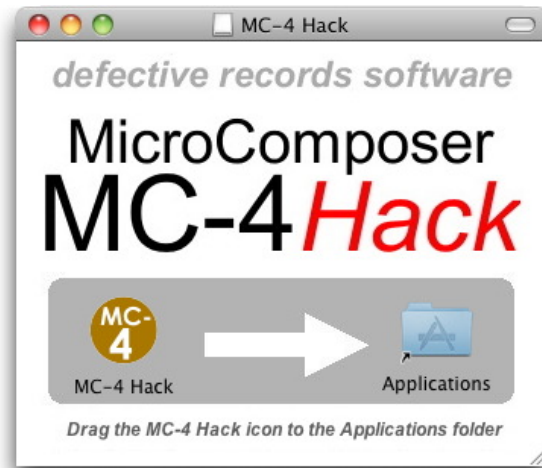 MC-4 Hack
defective records software
MicroComposer
MC-4 Hack
MC-
4
MC-4 Hack
Applications
Drag the MC-4 Hack icon to the Applications folder